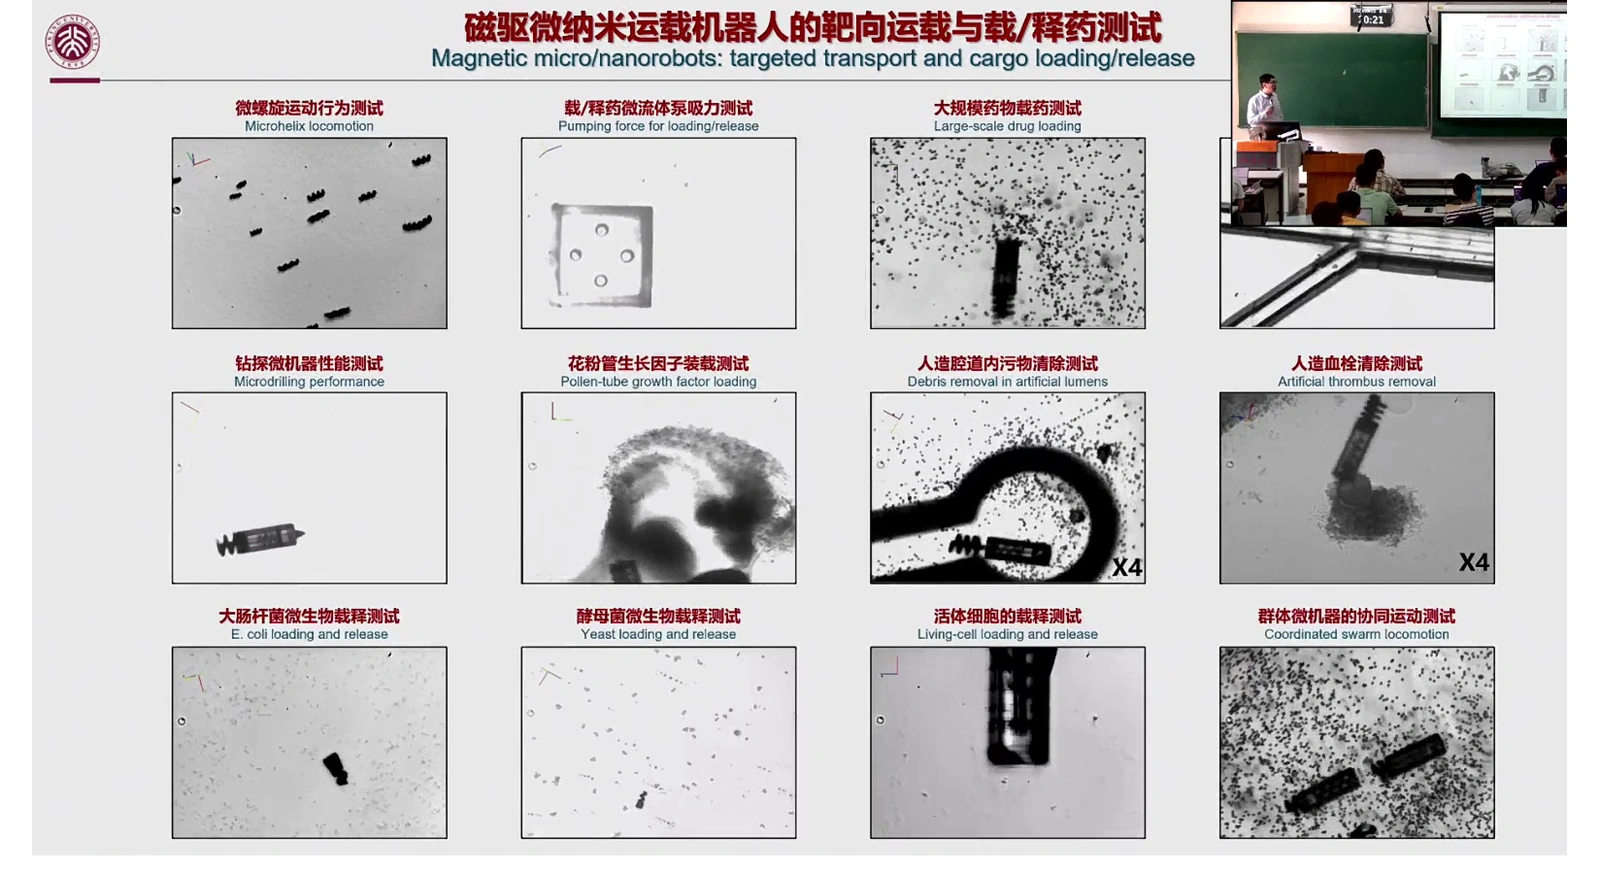 磁驱微纳米运载机器人的靶向运载与载/释药测试
Magnetic micro/nanorobots: targeted transport and cargo loading/release
0:21
微螺旋运动行为测试
Microhelix locomotion
载/释药微流体泵吸力测试
Pumping force for loading/release
大规模药物载药测试
Large-scale drug loading
钻探微机器性能测试
Microdrilling performance
花粉管生长因子装载测试
Pollen-tube growth factor loading
人造腔道内污物清除测试
Debris removal in artificial lumens
X4
人造血栓清除测试
Artificial thrombus removal
X4
大肠杆菌微生物载释测试
E. coli loading and release
酵母菌微生物载释测试
Yeast loading and release
活体细胞的载释测试
Living-cell loading and release
群体微机器的协同运动测试
Coordinated swarm locomotion